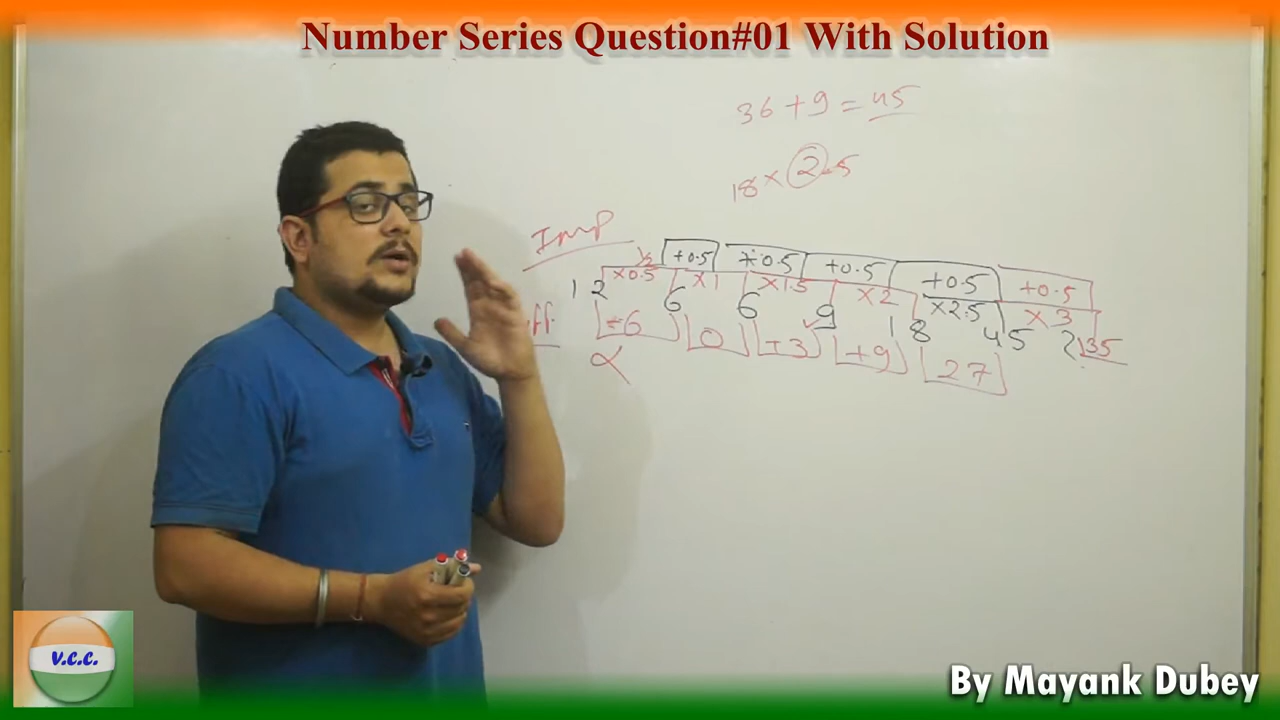 Number Series Question#01 With Solution
36 + 9 = 45
18 × 2.5
Imp
+0.5 +0.5 +0.5 +0.5 +0.5
×0.5 ×1 ×1.5 ×2 ×2.5 ×3
12 6 6 9 18 45 ? 135
-6 0 +3 +9 27
V.C.C.
By Mayank Dubey